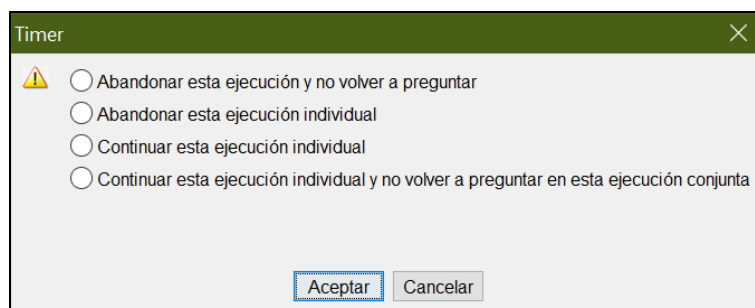 Timer
Abandonar esta ejecución y no volver a preguntar
Abandonar esta ejecución individual
Continuar esta ejecución individual
Continuar esta ejecución individual y no volver a preguntar en esta ejecución conjunta
Aceptar
Cancelar